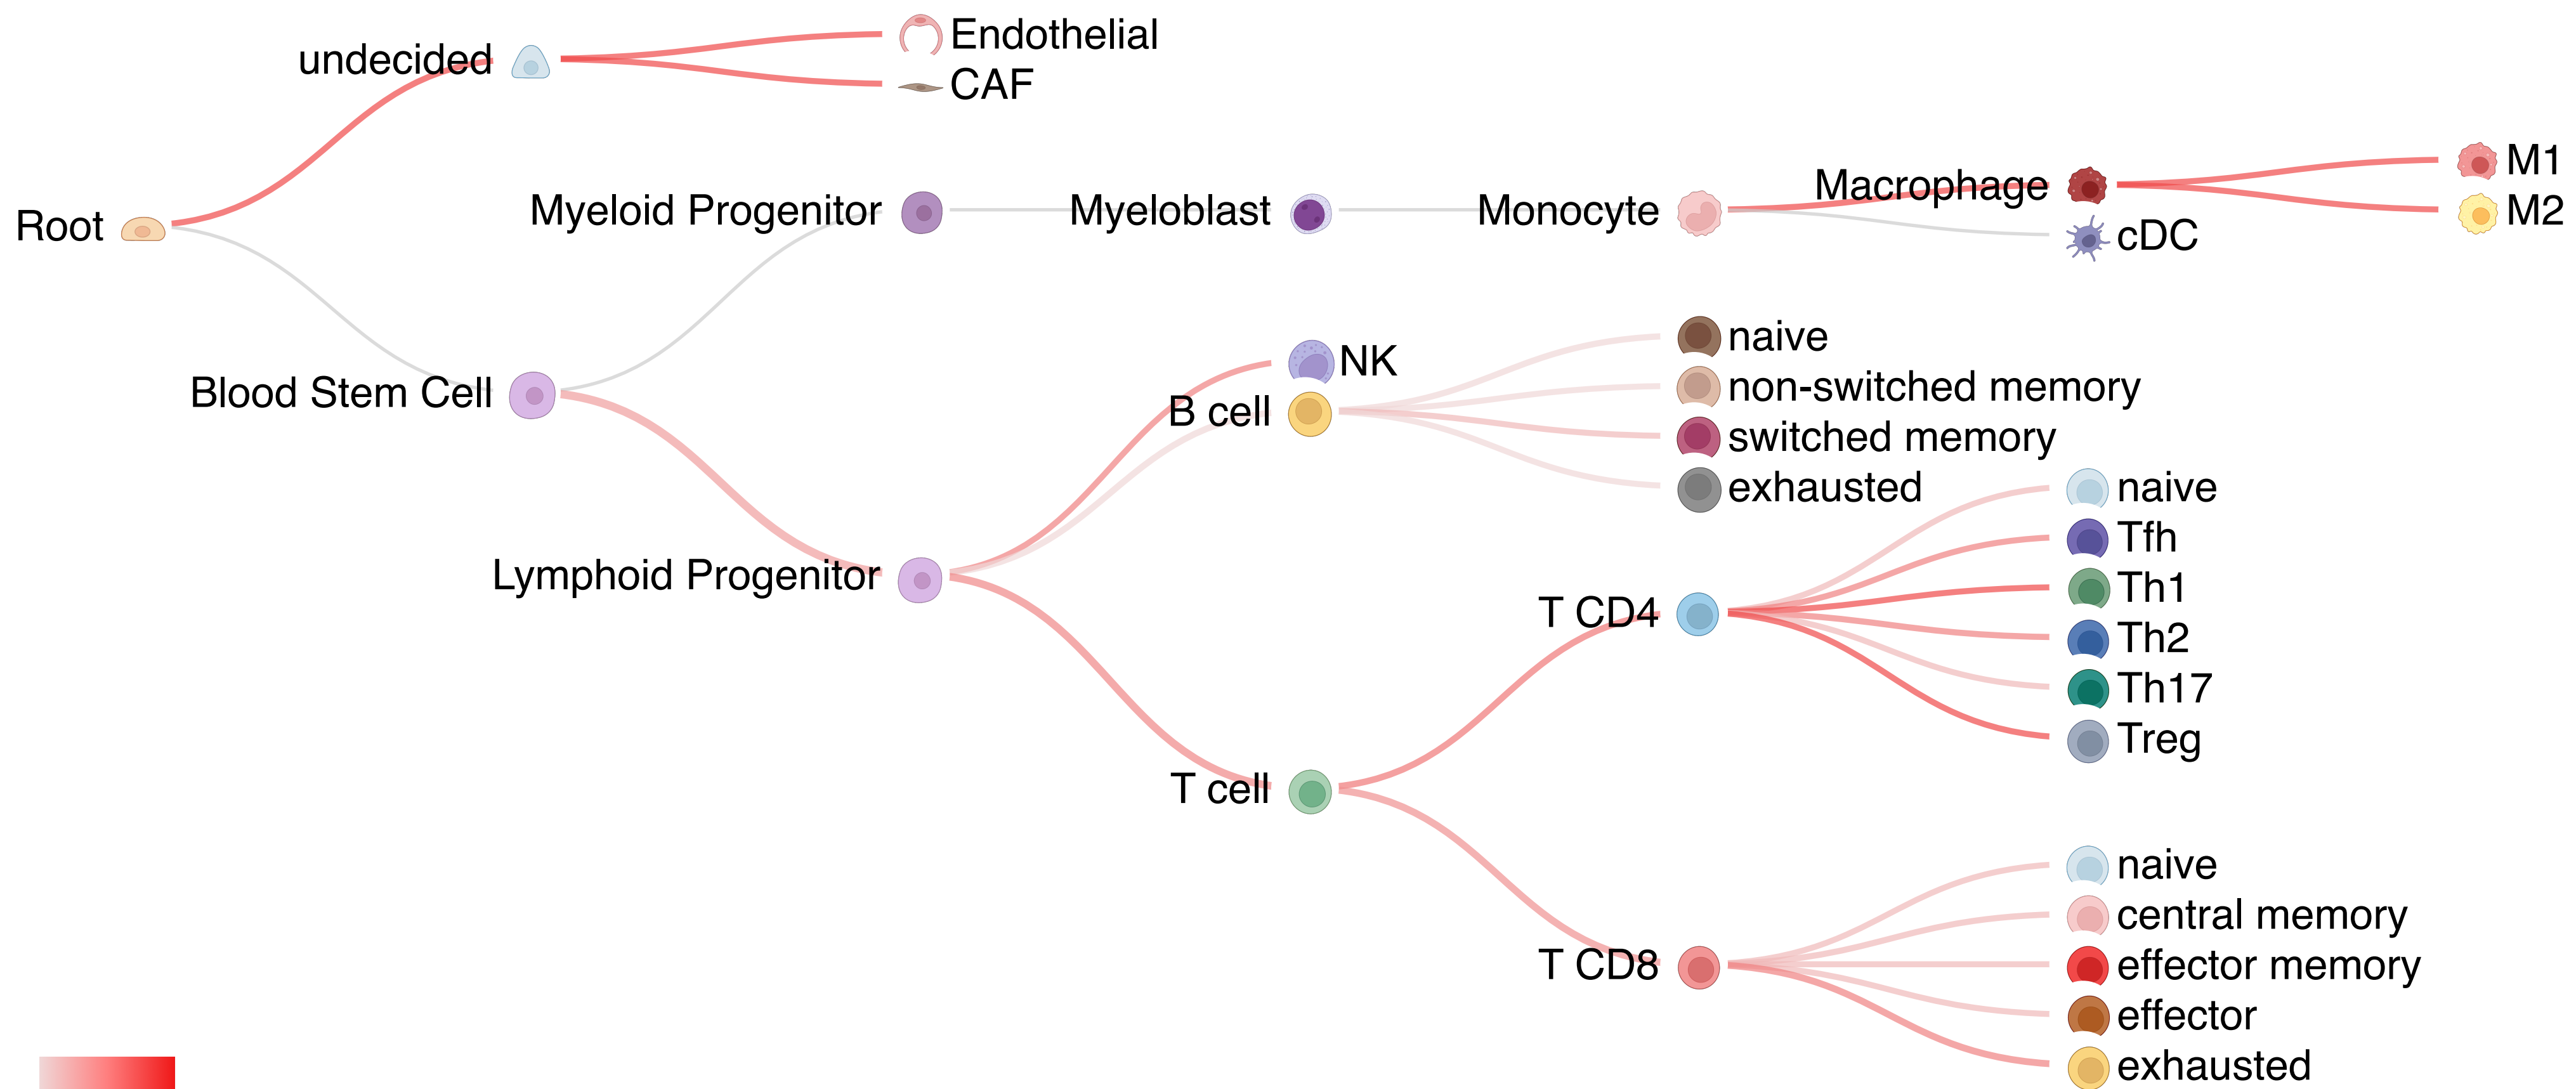 undecided
Endothelial
CAF
Root
Myeloid Progenitor
Myeloblast
Monocyte
Macrophage
cDC
M1
M2
Blood Stem Cell
Lymphoid Progenitor
NK
B cell
naive
non-switched memory
switched memory
exhausted
T cell
T CD4
naive
Tfh
Th1
Th2
Th17
Treg
T CD8
naive
central memory
effector memory
effector
exhausted